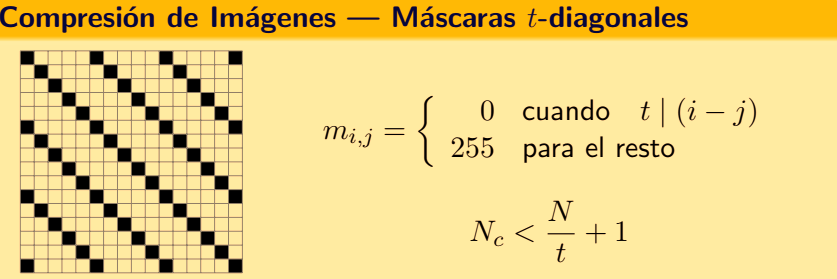 Compresión de Imágenes — Máscaras t-diagonales
m_{i,j} = { 0 cuando t | (i − j)
255 para el resto
N_c < N/t + 1